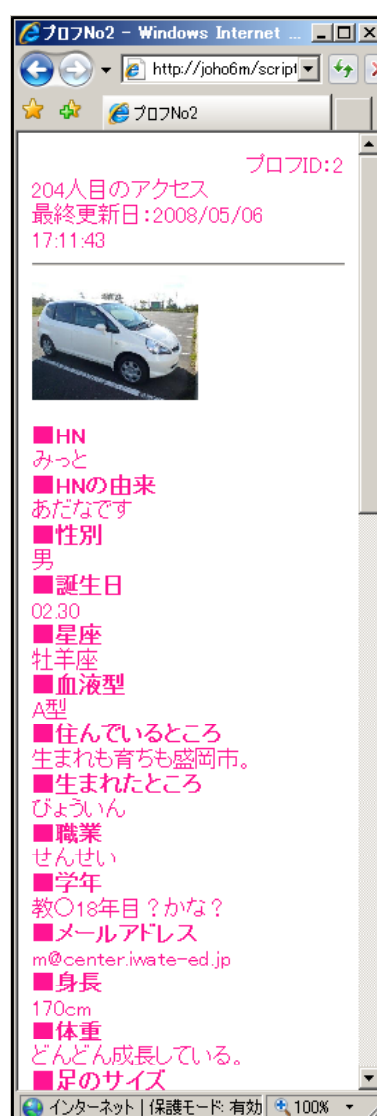 プロフNo2 - Windows Internet ...
http://joho6m/script
プロフNo2
プロフID:2
204人目のアクセス
最終更新日:2008/05/06
17:11:43
■HN
みっと
■HNの由来
あだなです
■性別
男
■誕生日
02.30
■星座
牡羊座
■血液型
A型
■住んでいるところ
生まれも育ちも盛岡市。
■生まれたところ
びょういん
■職業
せんせい
■学年
教○18年目？かな？
■メールアドレス
m@center.iwate-ed.jp
■身長
170cm
■体重
どんどん成長している。
■足のサイズ
インターネット | 保護モード: 有効 100%